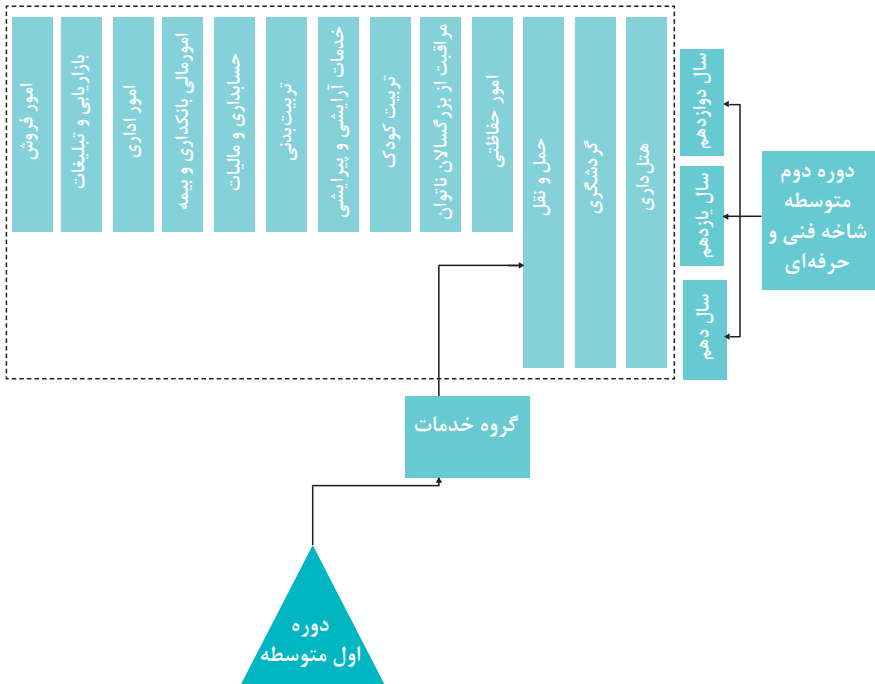 دوره دوم
متوسطه
شاخه فنی و
حرفه‌ای
سال دوازدهم
سال یازدهم
سال دهم
هتل‌داری
گردشگری
حمل و نقل
امور حفاظتی
مراقبت از بزرگسالان ناتوان
تربیت کودک
خدمات آرایشی و پیرایشی
تربیت‌بدنی
حسابداری و مالیات
امورمالی بانکداری و بیمه
امور اداری
بازاریابی و تبلیغات
امور فروش
گروه خدمات
دوره
اول متوسطه